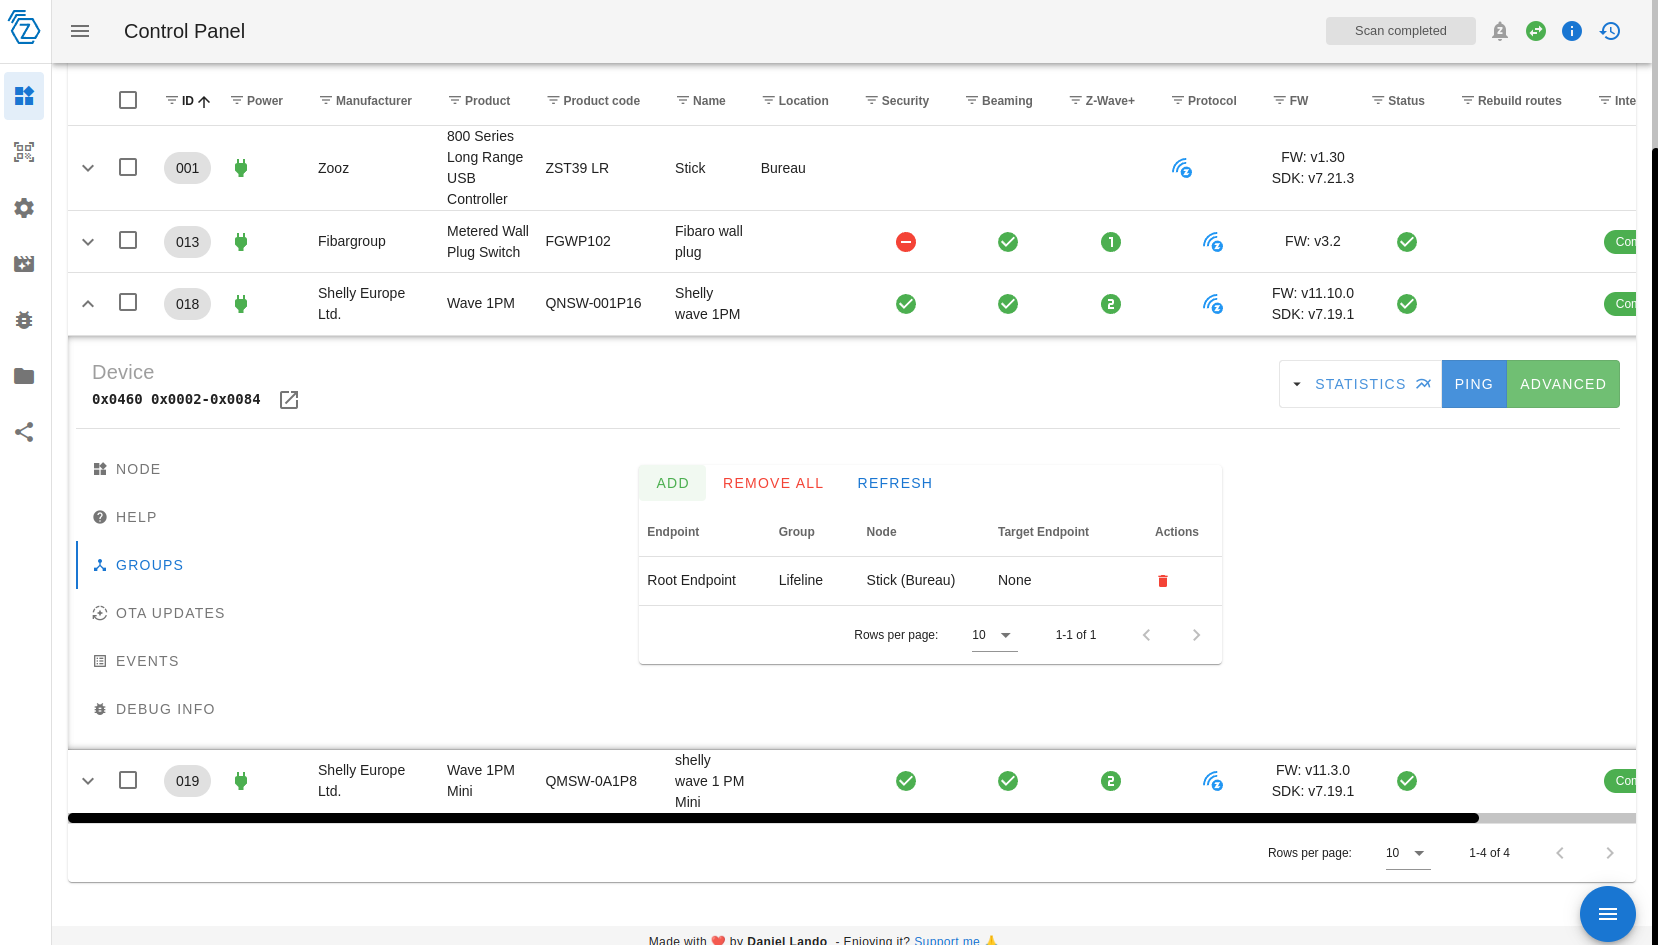 Control Panel
Scan completed
ID Power Manufacturer Product Product code Name Location Security Beaming Z-Wave+ Protocol FW Status Rebuild routes Inte
001 Zooz 800 Series Long Range USB Controller ZST39 LR Stick Bureau FW: v1.30 SDK: v7.21.3
013 Fibargroup Metered Wall Plug Switch FGWP102 Fibaro wall plug 1 FW: v3.2 Con
018 Shelly Europe Ltd. Wave 1PM QNSW-001P16 Shelly wave 1PM 2 FW: v11.10.0 SDK: v7.19.1 Con
Device
0x0460 0x0002-0x0084
STATISTICS PING ADVANCED
NODE
HELP
GROUPS
OTA UPDATES
EVENTS
DEBUG INFO
ADD REMOVE ALL REFRESH
Endpoint Group Node Target Endpoint Actions
Root Endpoint Lifeline Stick (Bureau) None
Rows per page: 10 1-1 of 1
019 Shelly Europe Ltd. Wave 1PM Mini QMSW-0A1P8 shelly wave 1 PM Mini 2 FW: v11.3.0 SDK: v7.19.1 Con
Rows per page: 10 1-4 of 4
Made with ❤️ by Daniel Lando - Enjoying it? Support me 🙏